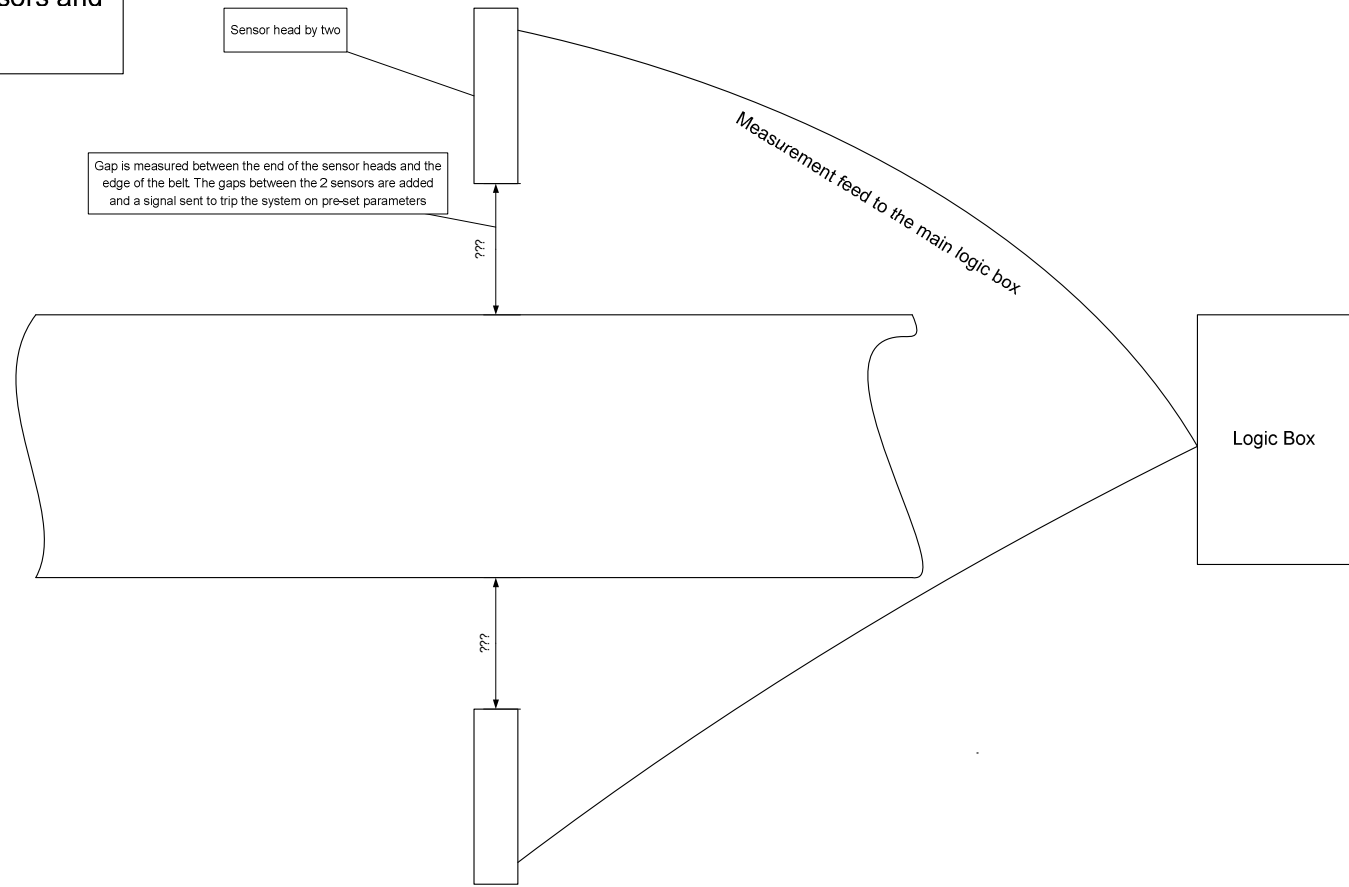 sors and
Sensor head by two
Gap is measured between the end of the sensor heads and the
edge of the belt. The gaps between the 2 sensors are added
and a signal sent to trip the system on pre-set parameters
Measurement feed to the main logic box
???
Logic Box
???